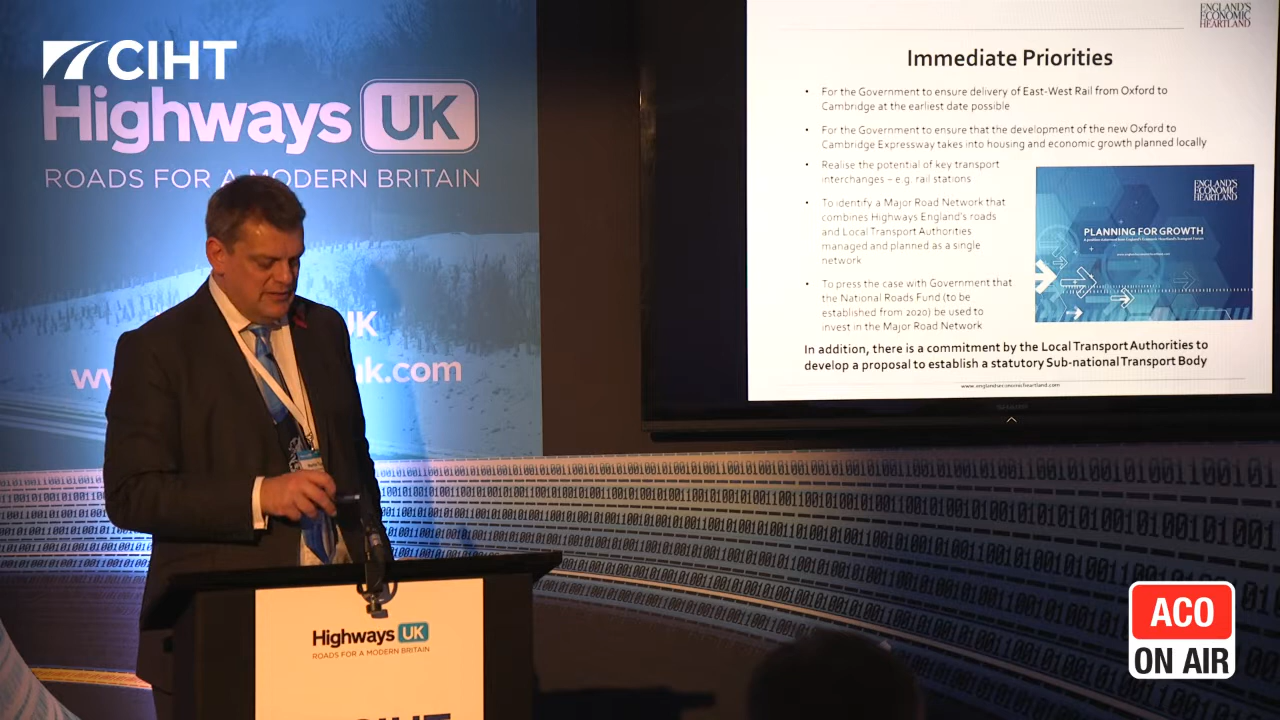 CIHT
Highways UK
ROADS FOR A MODERN BRITAIN
UK
uk.com
ENGLAND'S
ECONOMIC
HEARTLAND
Immediate Priorities
• For the Government to ensure delivery of East-West Rail from Oxford to
Cambridge at the earliest date possible
• For the Government to ensure that the development of the new Oxford to
Cambridge Expressway takes into housing and economic growth planned locally
• Realise the potential of key transport
interchanges – e.g. rail stations
• To identify a Major Road Network that
combines Highways England's roads
and Local Transport Authorities
managed and planned as a single
network
• To press the case with Government that
the National Roads Fund (to be
established from 2020) be used to
invest in the Major Road Network
ENGLAND'S
ECONOMIC
HEARTLAND
PLANNING FOR GROWTH
In addition, there is a commitment by the Local Transport Authorities to
develop a proposal to establish a statutory Sub-national Transport Body
www.englandseconomicheartland.com
Highways UK
ROADS FOR A MODERN BRITAIN
ACO
ON AIR